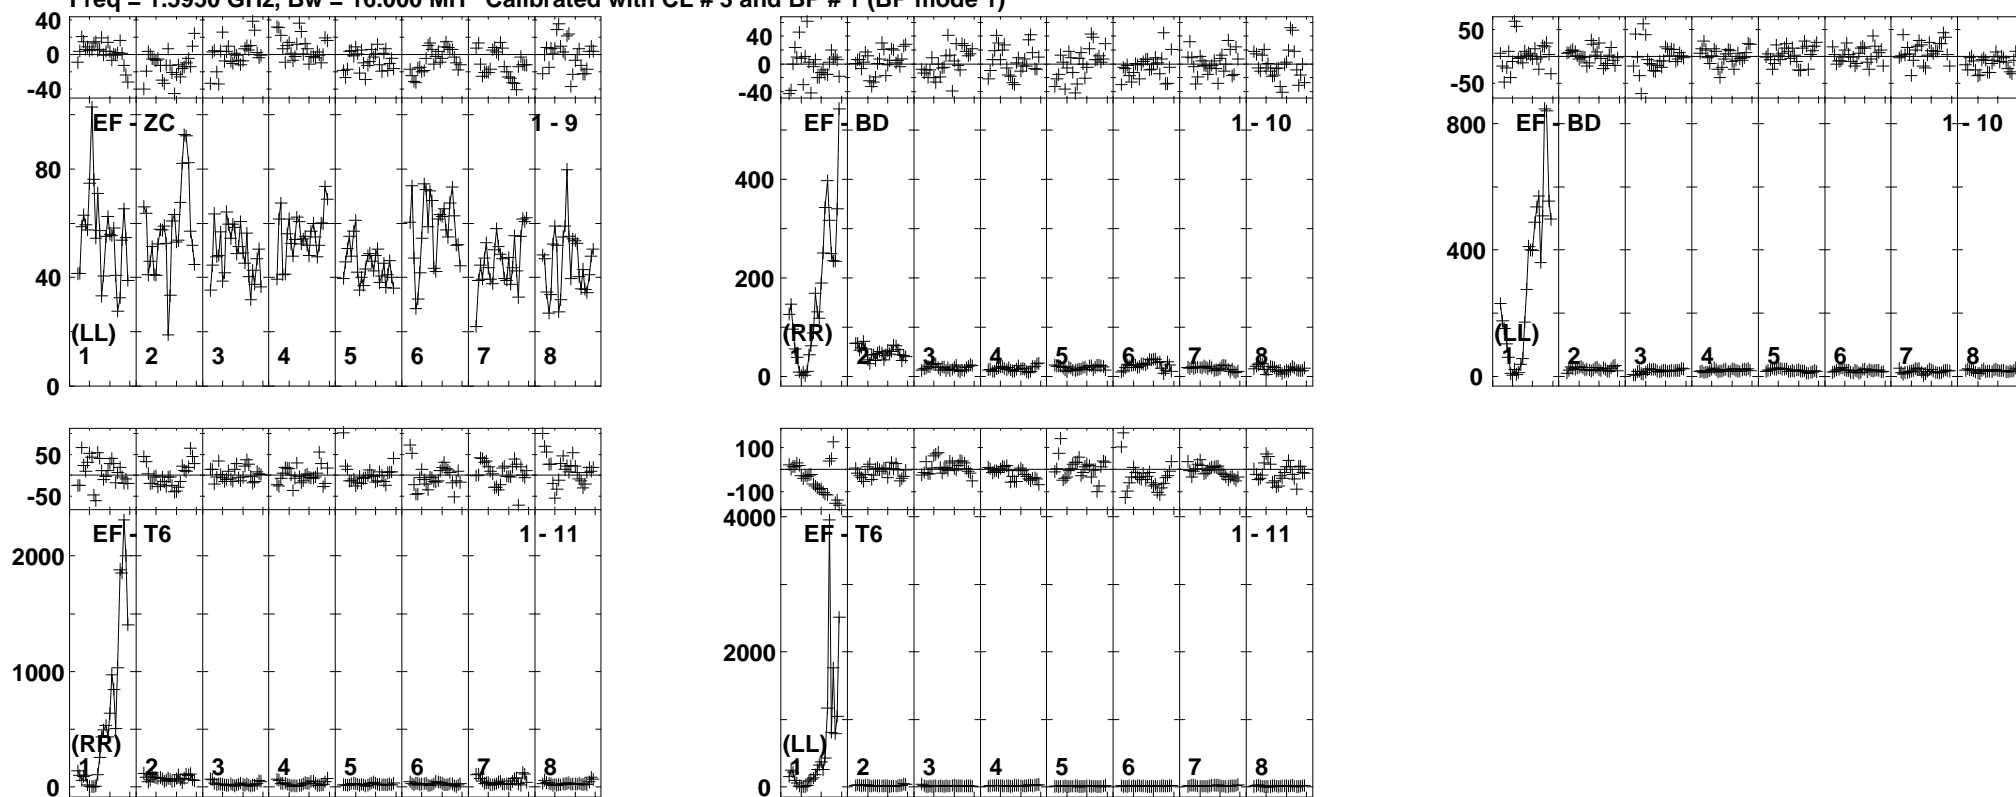 Freq = 1.5950 GHz, Bw = 16.000 MH Calibrated with CL # 3 and BP # 1 (BP mode 1)
40
0
-40
EF - ZC
1 - 9
80
40
0
(LL)
1 2 3 4 5 6 7 8
40
0
-40
EF - BD
1 - 10
400
200
0
(RR)
1 2 3 4 5 6 7 8
50
-50
EF - BD
1 - 10
800
400
0
(LL)
1 2 3 4 5 6 7 8
50
-50
EF - T6
1 - 11
2000
1000
0
(RR)
1 2 3 4 5 6 7 8
100
-100
4000
EF - T6
1 - 11
2000
0
(LL)
1 2 3 4 5 6 7 8